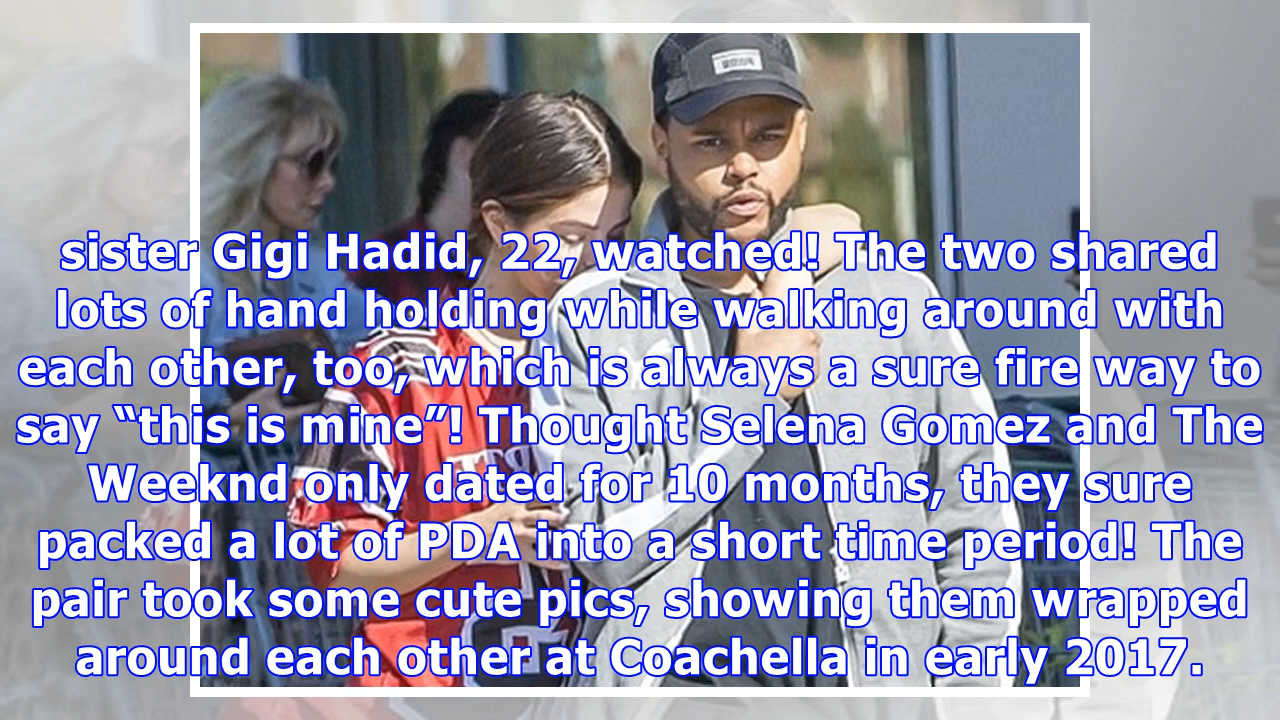 sister Gigi Hadid, 22, watched! The two shared
lots of hand holding while walking around with
each other, too, which is always a sure fire way to
say “this is mine”! Thought Selena Gomez and The
Weeknd only dated for 10 months, they sure
packed a lot of PDA into a short time period! The
pair took some cute pics, showing them wrapped
around each other at Coachella in early 2017.